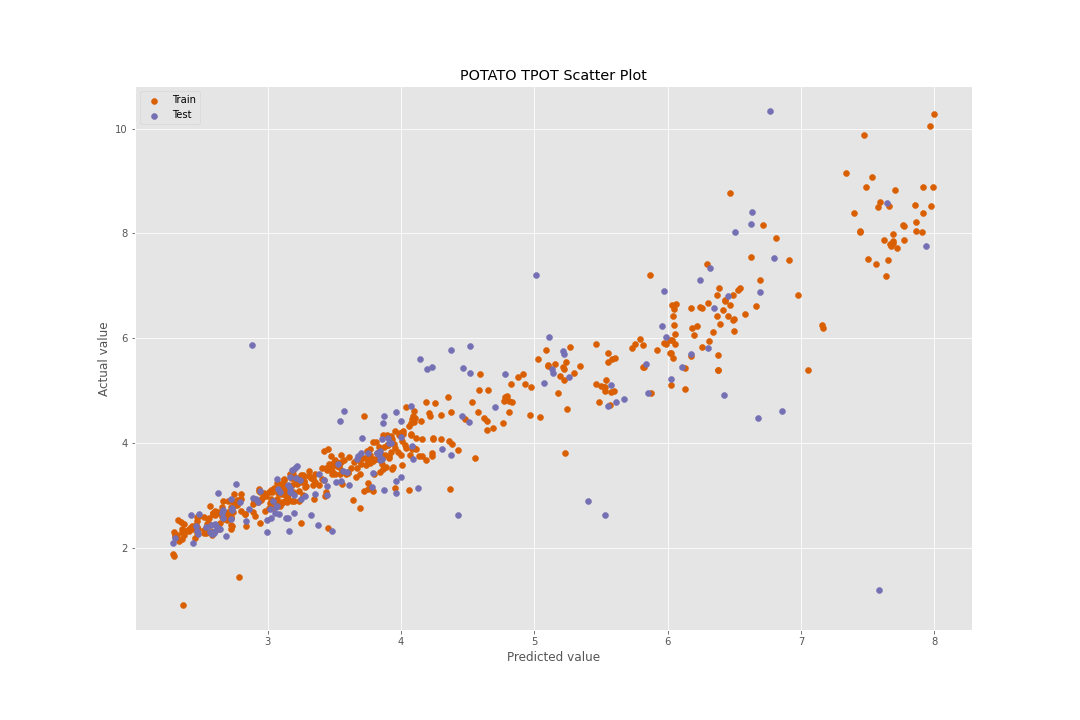 POTATO TPOT Scatter Plot
Train
Test
10
8
6
4
2
Actual value
3 4 5 6 7 8
Predicted value